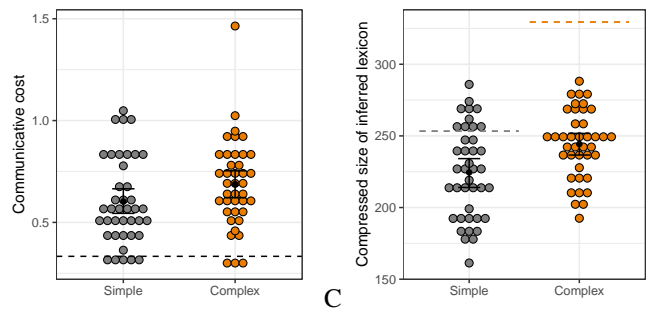 Communicative cost
1.5
1.0
0.5
Simple
Complex
C
Compressed size of inferred lexicon
300
250
200
150
Simple
Complex